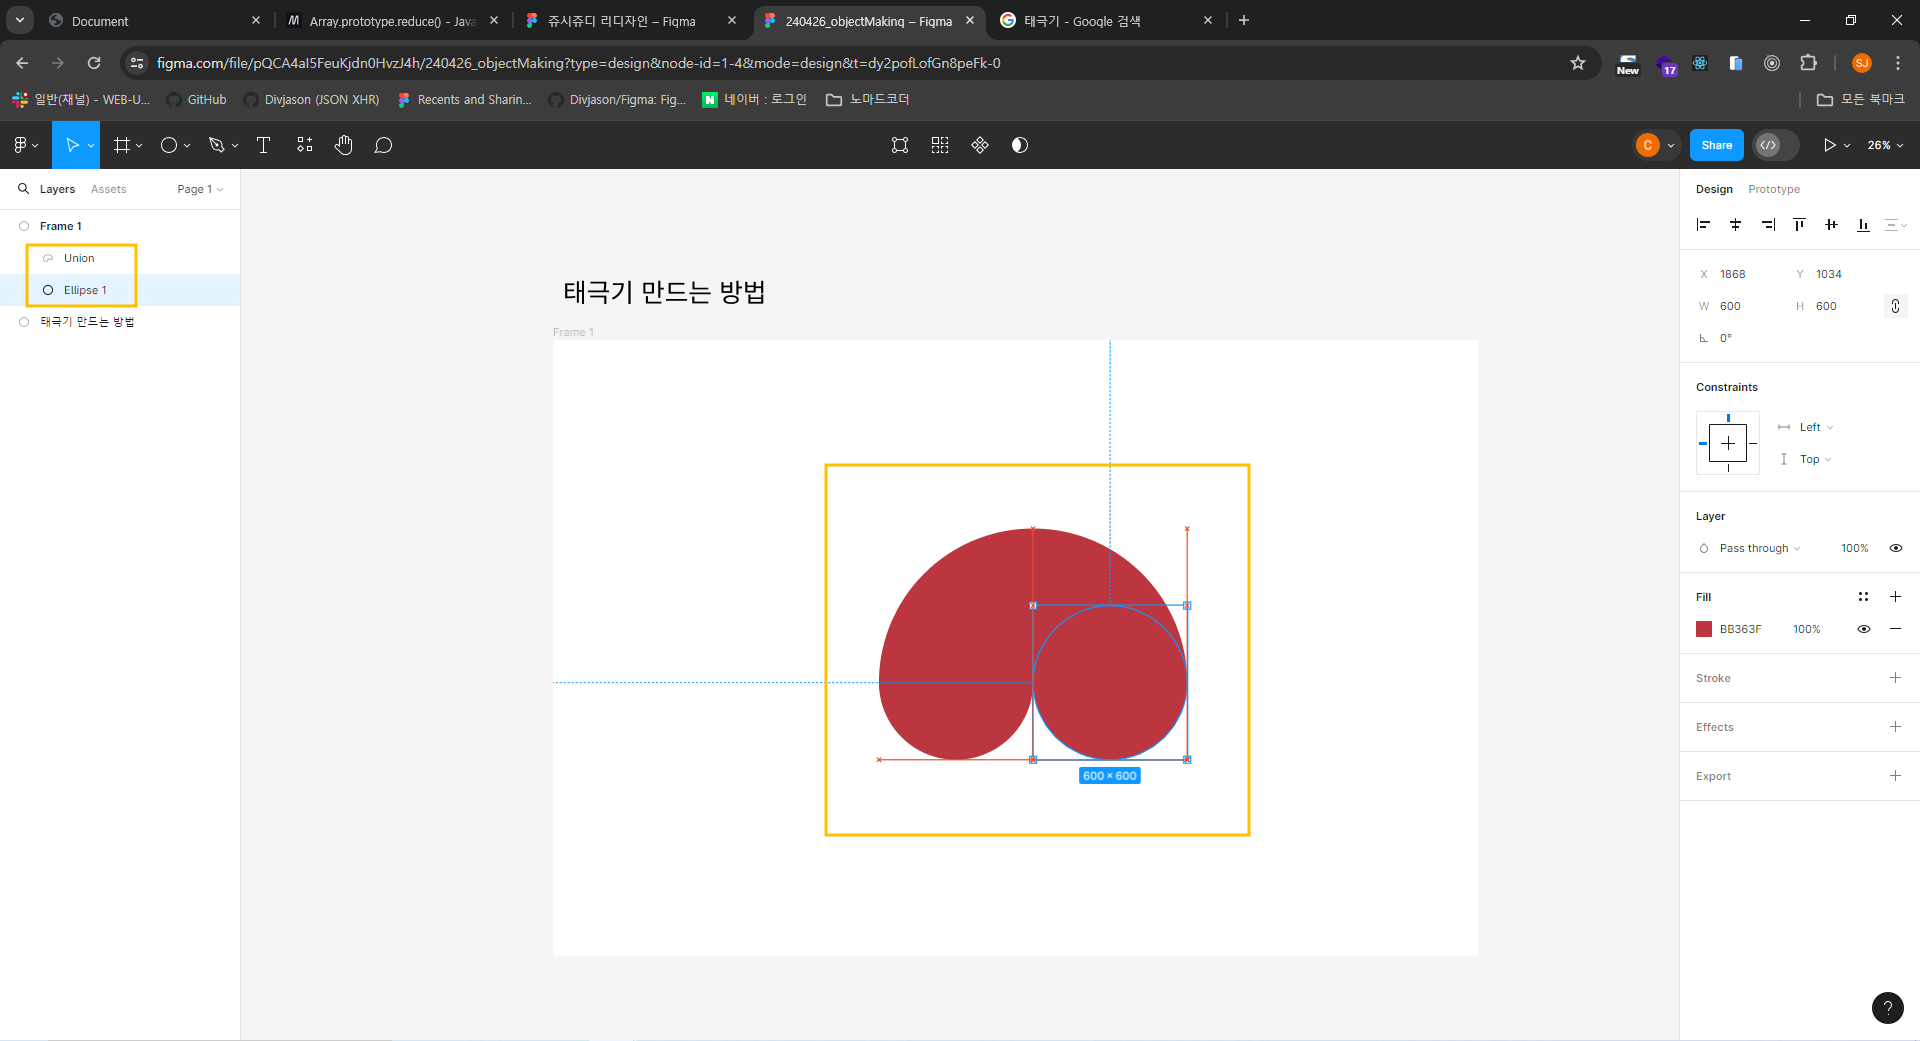 Document
Array.prototype.reduce() - Java
쥬시쥬디 리디자인 – Figma
240426_objectMaking – Figma
태극기 - Google 검색
figma.com/file/pQCA4aI5FeuKjdn0HvzJ4h/240426_objectMaking?type=design&node-id=1-4&mode=design&t=dy2pofLofGn8peFk-0
New
17
SJ
일반(채널) - WEB-U...
GitHub
Divjason (JSON XHR)
Recents and Sharin...
Divjason/Figma: Fig...
N
네이버 : 로그인
노마드코더
모든 북마크
C
Share
26%
Layers
Assets
Page 1
Design
Prototype
Frame 1
Union
Ellipse 1
태극기 만드는 방법
태극기 만드는 방법
Frame 1
600 × 600
X 1868
Y 1034
W 600
H 600
0°
Constraints
Left
Top
Layer
Pass through
100%
Fill
BB363F
100%
Stroke
Effects
Export
?